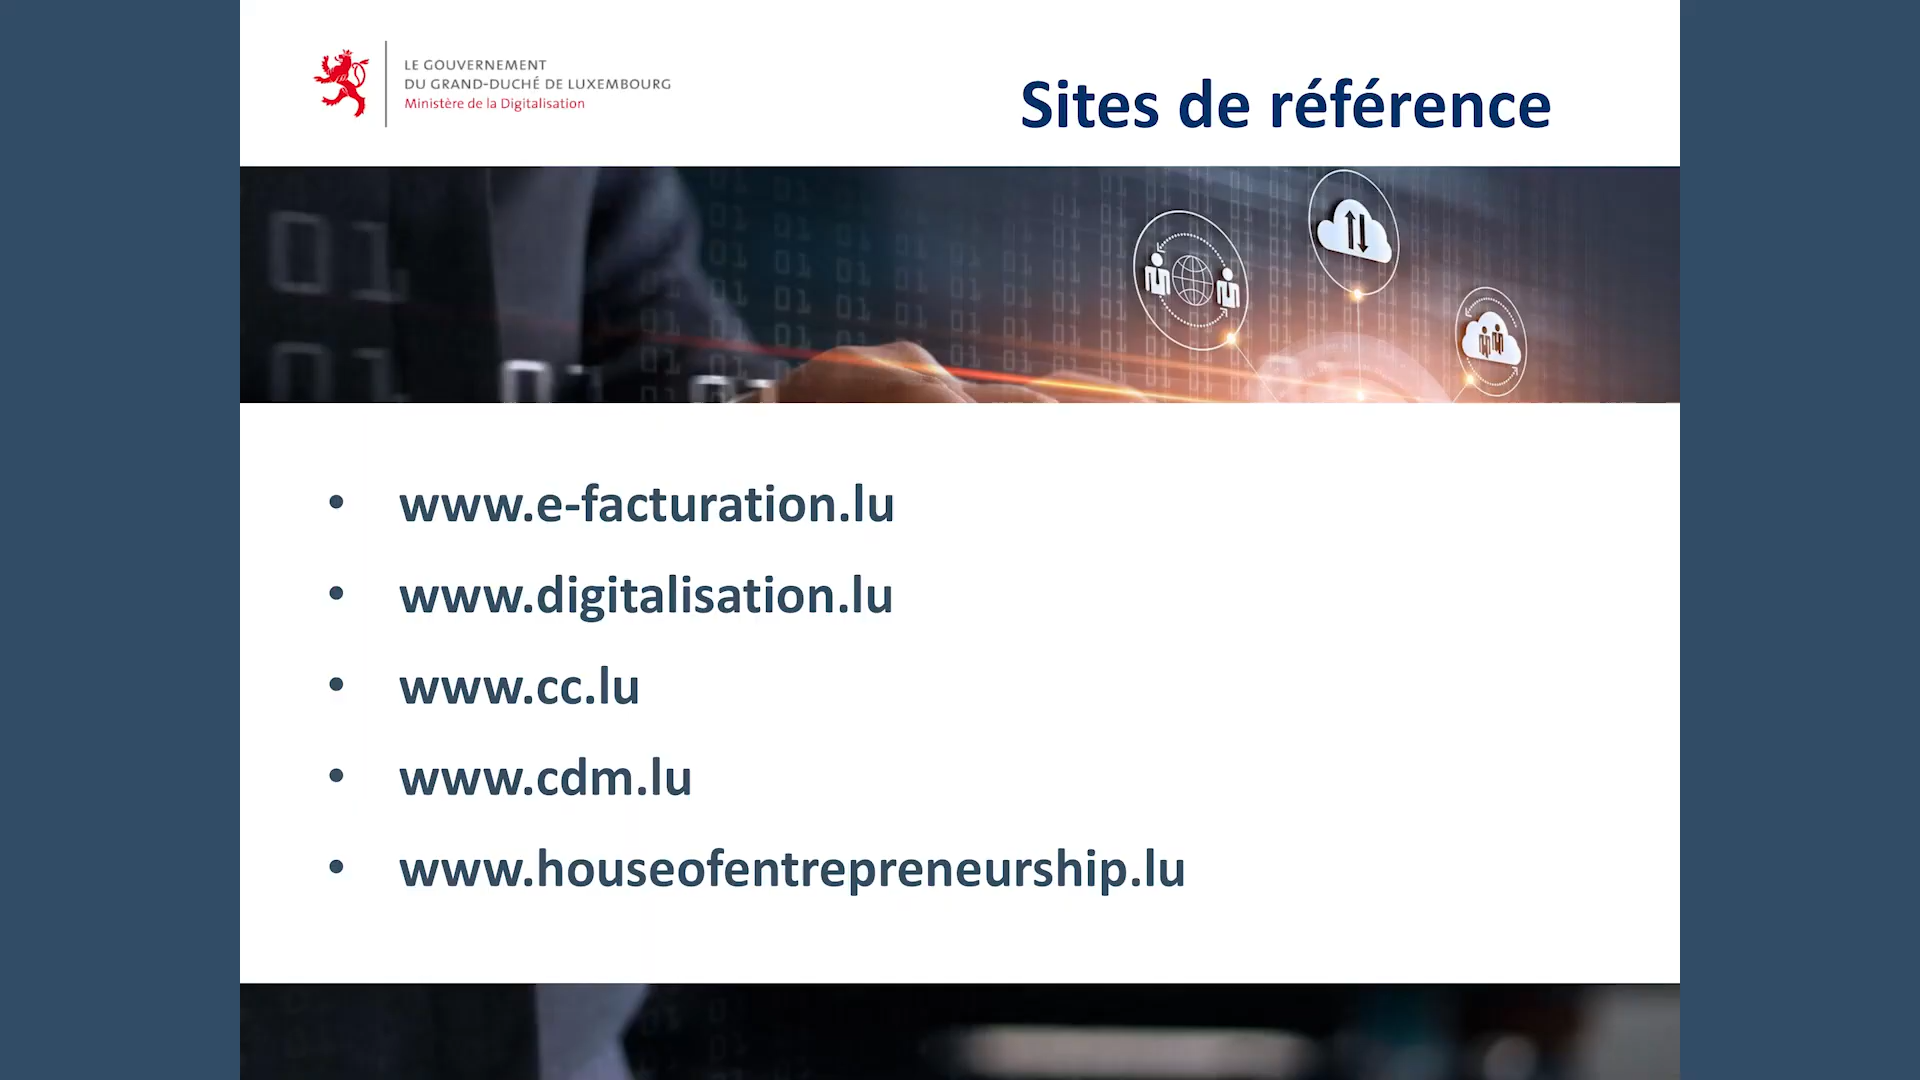 LE GOUVERNEMENT
DU GRAND-DUCHÉ DE LUXEMBOURG
Ministère de la Digitalisation
Sites de référence
• www.e-facturation.lu
• www.digitalisation.lu
• www.cc.lu
• www.cdm.lu
• www.houseofentrepreneurship.lu